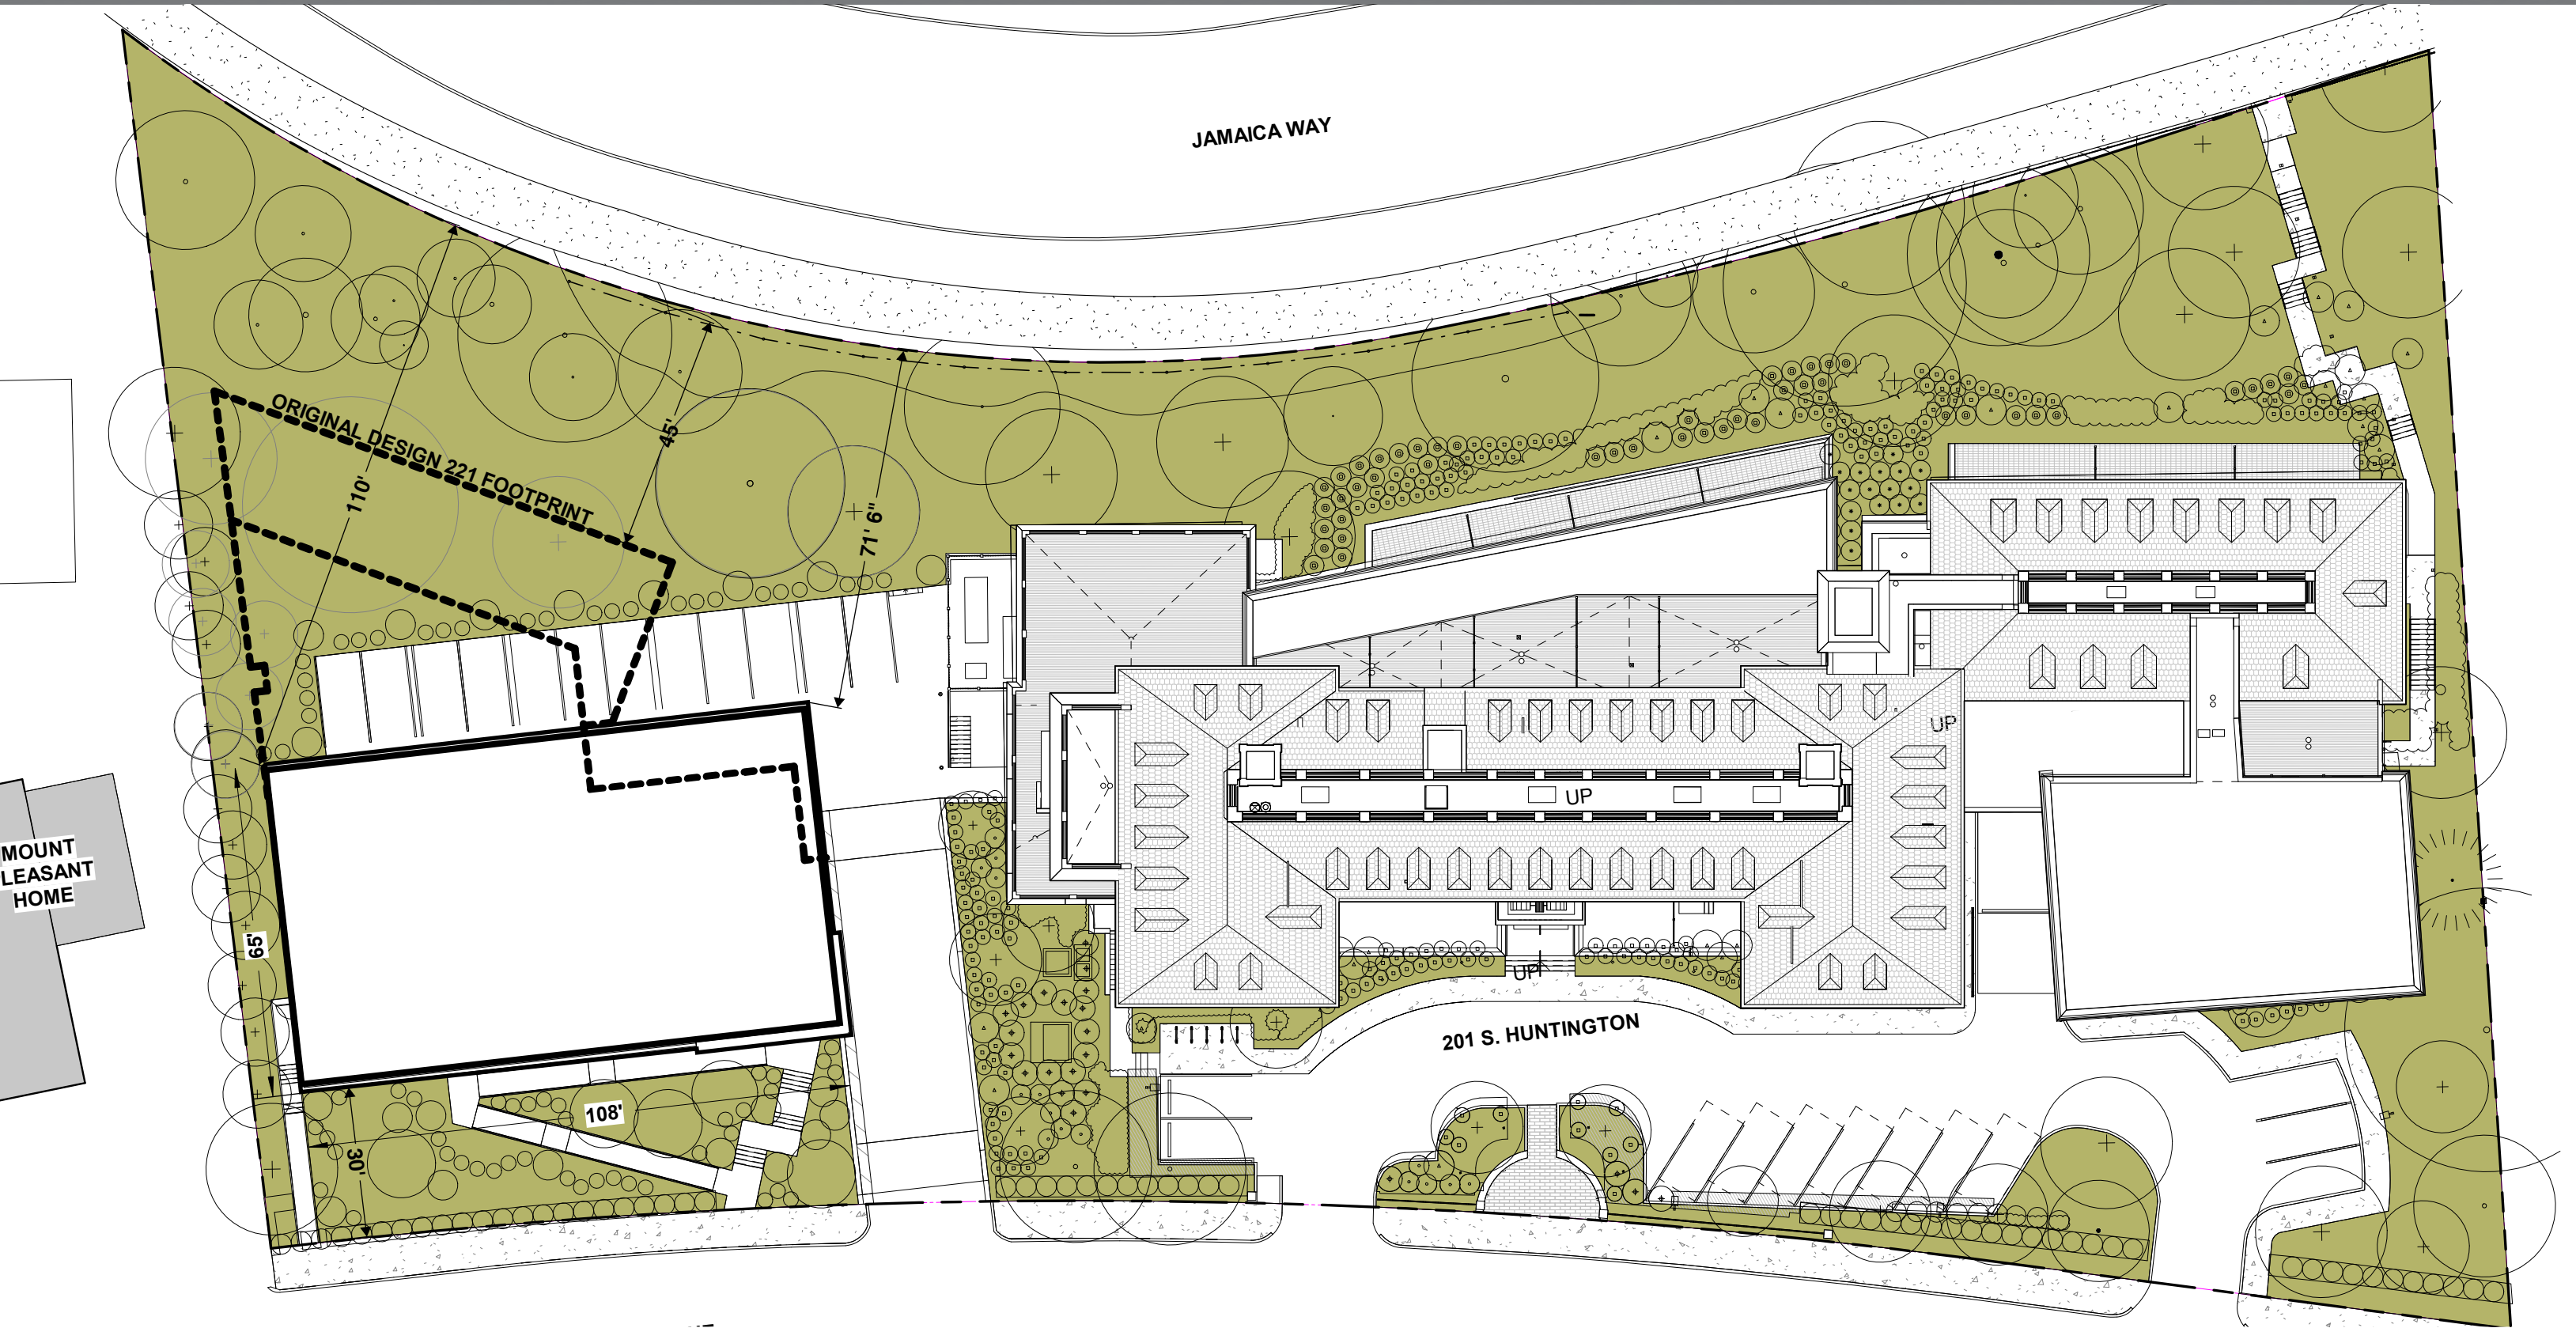 JAMAICA WAY
ORIGINAL DESIGN 221 FOOTPRINT
110'
45'
71' 6"
UP
UP
MOUNT
LEASANT
HOME
65'
UP
201 S. HUNTINGTON
108'
30'